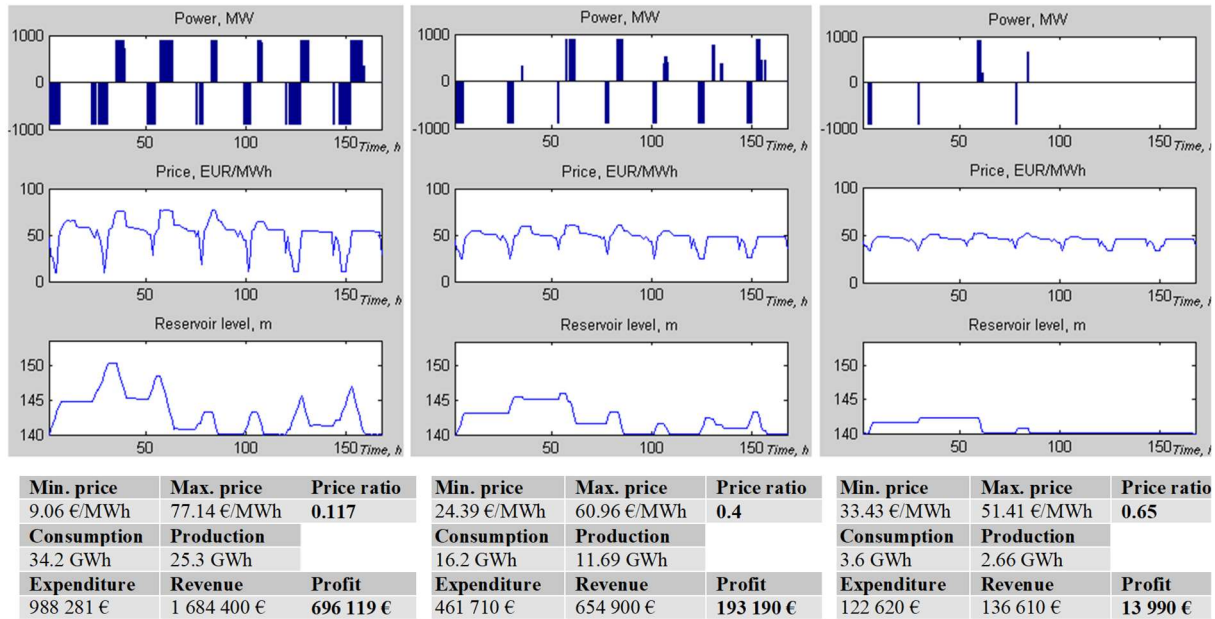 Power, MW
1000
0
-1000
50
100
150
Time, h
Price, EUR/MWh
100
50
0
50
100
150
Time, h
Reservoir level, m
150
145
140
50
100
150
Time, h
Power, MW
1000
0
-1000
50
100
150
Time, h
Price, EUR/MWh
100
50
0
50
100
150
Time, h
Reservoir level, m
150
145
140
50
100
150
Time, h
Power, MW
1000
0
-1000
50
100
150
Time, h
Price, EUR/MWh
100
50
0
50
100
150
Time, h
Reservoir level, m
150
145
140
50
100
150
Time, h
Min. price Max. price Price ratio
9.06 €/MWh 77.14 €/MWh 0.117
Consumption Production
34.2 GWh 25.3 GWh
Expenditure Revenue Profit
988 281 € 1 684 400 € 696 119 €
Min. price Max. price Price ratio
24.39 €/MWh 60.96 €/MWh 0.4
Consumption Production
16.2 GWh 11.69 GWh
Expenditure Revenue Profit
461 710 € 654 900 € 193 190 €
Min. price Max. price Price ratio
33.43 €/MWh 51.41 €/MWh 0.65
Consumption Production
3.6 GWh 2.66 GWh
Expenditure Revenue Profit
122 620 € 136 610 € 13 990 €